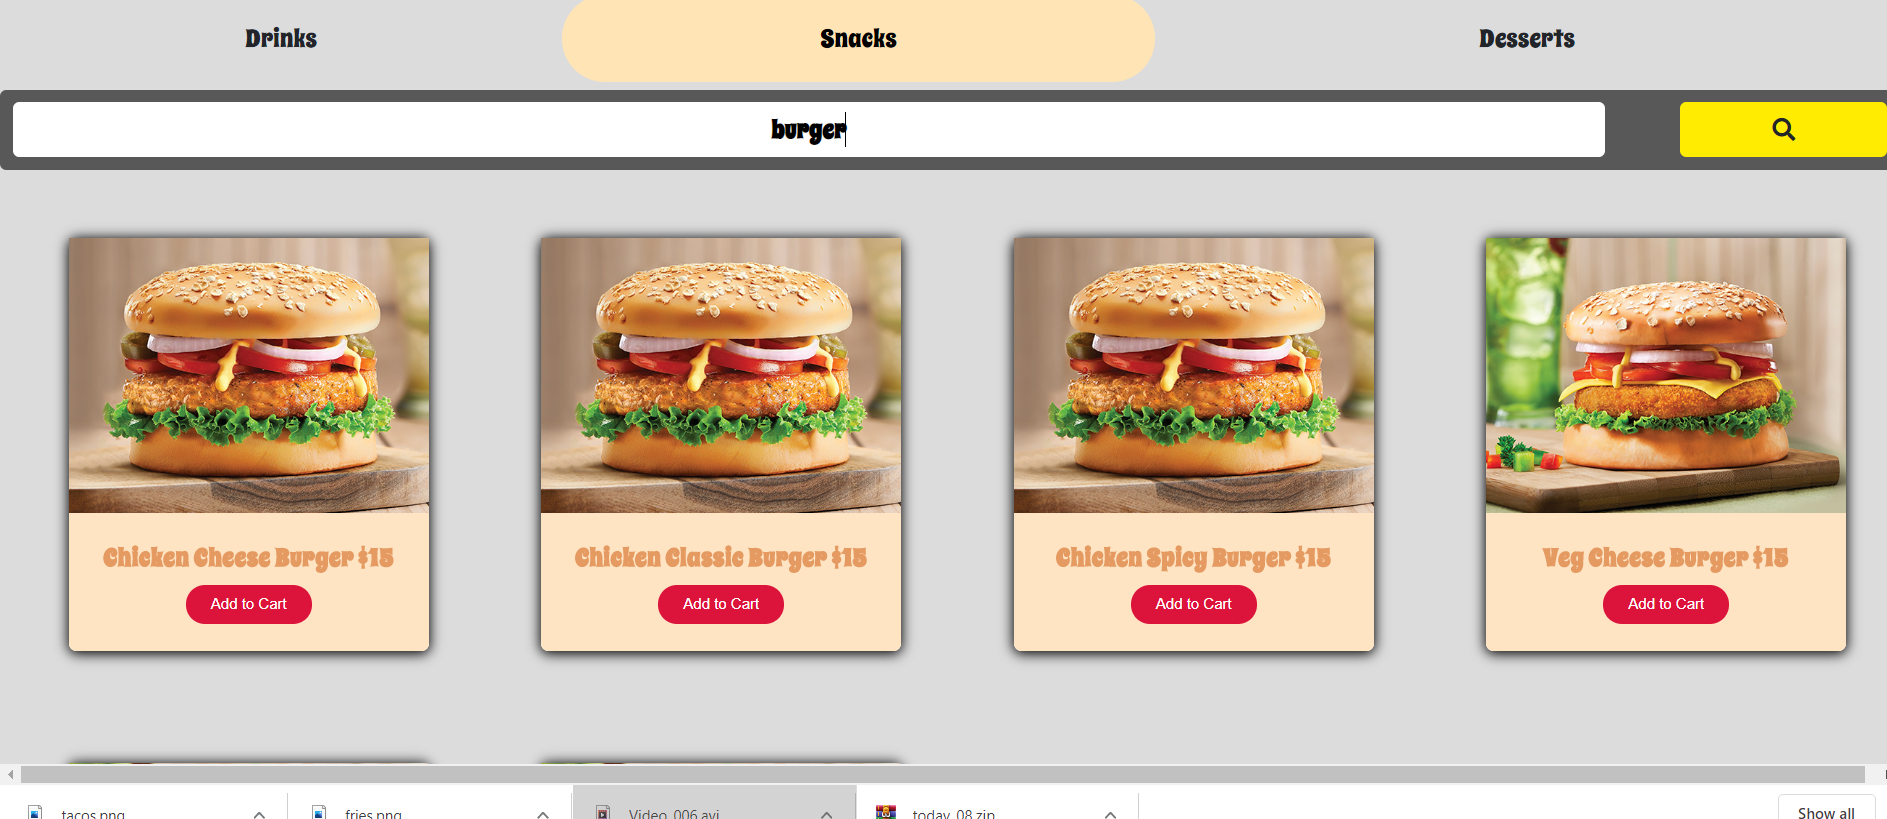 Drinks
Snacks
Desserts
burger
Chicken Cheese Burger $15
Chicken Classic Burger $15
Chicken Spicy Burger $15
Veg Cheese Burger $15
Add to Cart
Add to Cart
Add to Cart
Add to Cart
tacos.png
fries.png
Video_006.avi
today_08.zip
Show all